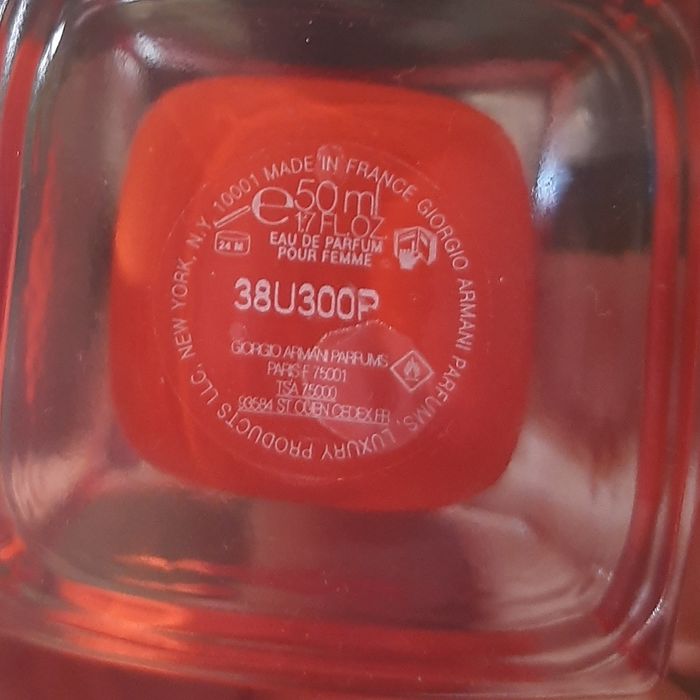 MADE IN FRANCE GIORGIO ARMANI PARFUMS, LUXURY PRODUCTS LLC, NEW YORK, N.Y. 10001
e50 ml
1.7 FL.OZ
24 M
EAU DE PARFUM
POUR FEMME
38U300P
GIORGIO ARMANI PARFUMS
PARIS-F 75001
TSA 75000
93584 ST OUEN CEDEX FR